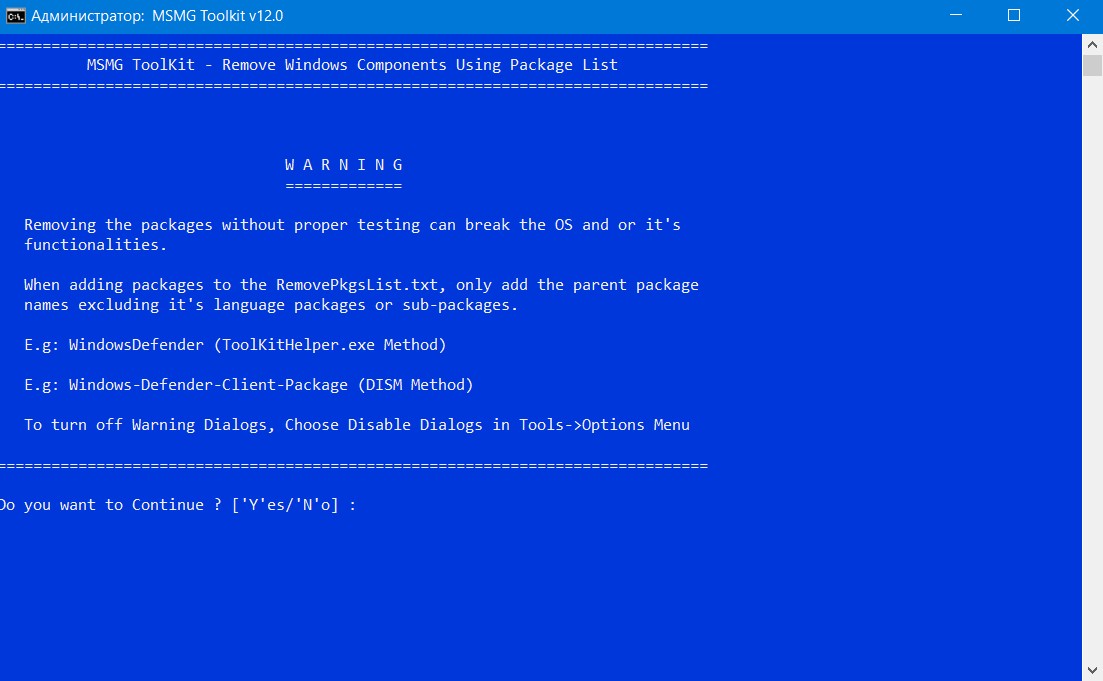 Администратор: MSMG Toolkit v12.0
===============================================================================
MSMG ToolKit - Remove Windows Components Using Package List
===============================================================================
W A R N I N G
=============
Removing the packages without proper testing can break the OS and or it's
functionalities.
When adding packages to the RemovePkgsList.txt, only add the parent package
names excluding it's language packages or sub-packages.
E.g: WindowsDefender (ToolKitHelper.exe Method)
E.g: Windows-Defender-Client-Package (DISM Method)
To turn off Warning Dialogs, Choose Disable Dialogs in Tools->Options Menu
===============================================================================
Do you want to Continue ? ['Y'es/'N'o] :